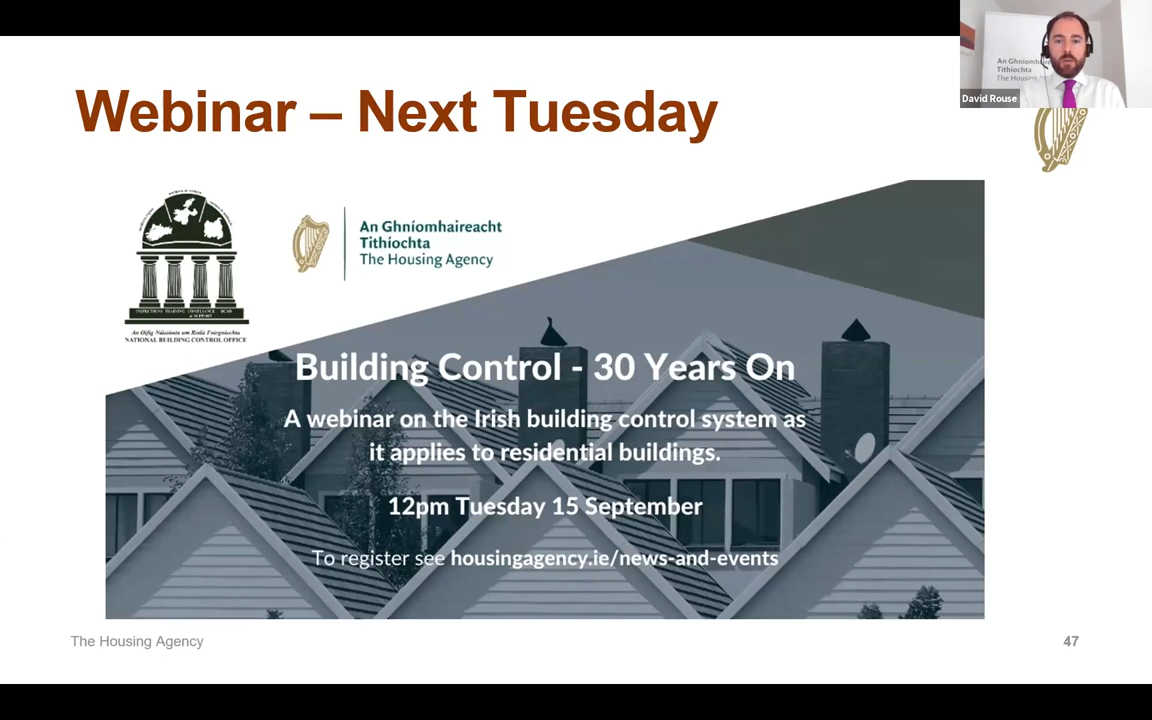 Webinar – Next Tuesday
An Ghníomhaireacht
Tithíochta
The Housing Agency
David Rouse
An Ghníomhaireacht
Tithíochta
The Housing Agency
INSPECTIONS TRAINING COMPLIANCE BCMS
& SUPPORT
An Oifig Náisiúnta um Rialú Foirgníochta
NATIONAL BUILDING CONTROL OFFICE
Building Control - 30 Years On
A webinar on the Irish building control system as
it applies to residential buildings.
12pm Tuesday 15 September
To register see housingagency.ie/news-and-events
The Housing Agency
47